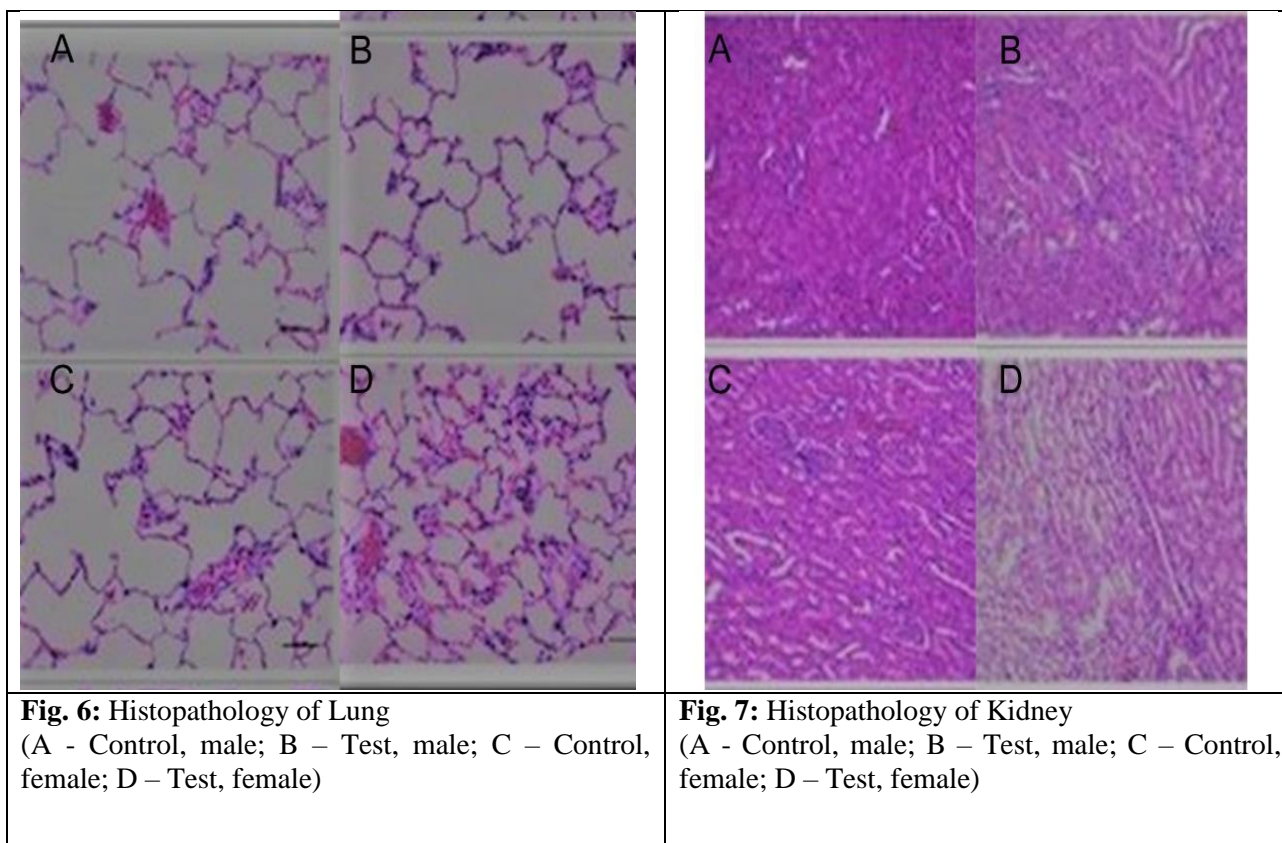 A
B
C
D
Fig. 6: Histopathology of Lung
(A - Control, male; B – Test, male; C – Control,
female; D – Test, female)
A
B
C
D
Fig. 7: Histopathology of Kidney
(A - Control, male; B – Test, male; C – Control,
female; D – Test, female)